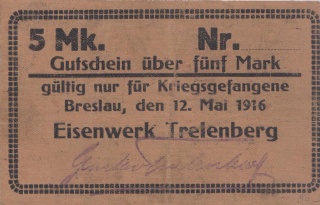 5 Mk. Nr.
Gutschein über fünf Mark
gültig nur für Kriegsgefangene
Breslau, den 12. Mai 1916
Eisenwerk Trelenberg